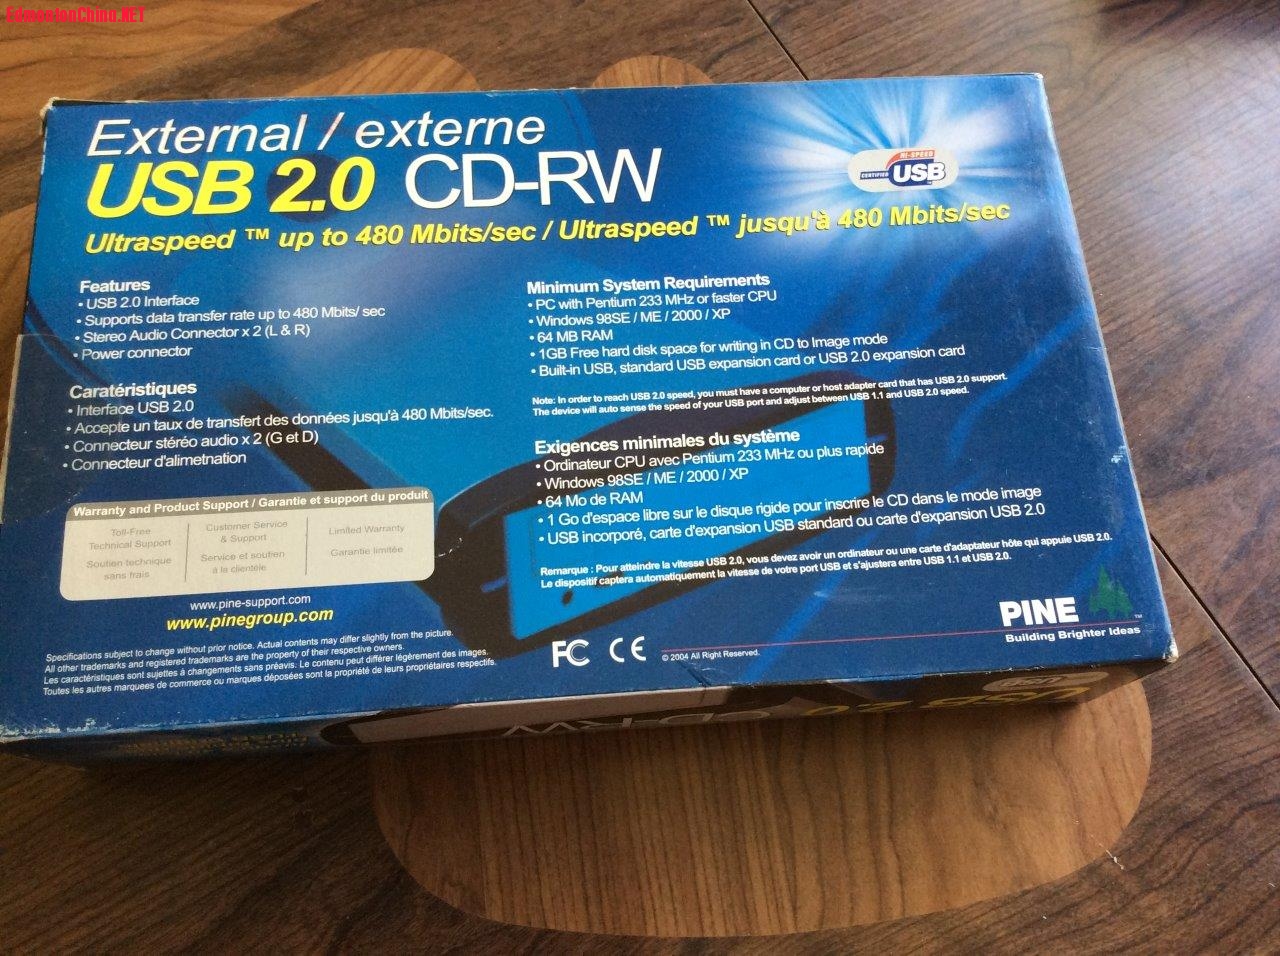 EdmontonChina.NET
External / externe
USB 2.0 CD-RW
HI-SPEED
CERTIFIED USB
Ultraspeed ™ up to 480 Mbits/sec / Ultraspeed ™ jusqu'à 480 Mbits/sec
Features
• USB 2.0 Interface
• Supports data transfer rate up to 480 Mbits/ sec
• Stereo Audio Connector x 2 (L & R)
• Power connector
Caratéristiques
• Interface USB 2.0
• Accepte un taux de transfert des données jusqu'à 480 Mbits/sec.
• Connecteur stéréo audio x 2 (G et D)
• Connecteur d'alimetnation
Warranty and Product Support / Garantie et support du produit
Toll-Free
Technical Support
Soutien technique
sans frais
Customer Service
& Support
Service et soutien
à la clientèle
Limited Warranty
Garantie limitée
www.pine-support.com
www.pinegroup.com
Specifications subject to change without prior notice. Actual contents may differ slightly from the picture.
All other trademarks and registered trademarks are the property of their respective owners.
Les caractéristiques sont sujettes à changements sans préavis. Le contenu peut différer légèrement des images.
Toutes les autres marquees de commerce ou marques déposées sont la propriété de leurs propriétaires respectifs.
Minimum System Requirements
• PC with Pentium 233 MHz or faster CPU
• Windows 98SE / ME / 2000 / XP
• 64 MB RAM
• 1GB Free hard disk space for writing in CD to Image mode
• Built-in USB, standard USB expansion card or USB 2.0 expansion card
Note: In order to reach USB 2.0 speed, you must have a computer or host adapter card that has USB 2.0 support.
The device will auto sense the speed of your USB port and adjust between USB 1.1 and USB 2.0 speed.
Exigences minimales du système
• Ordinateur CPU avec Pentium 233 MHz ou plus rapide
• Windows 98SE / ME / 2000 / XP
• 64 Mo de RAM
• 1 Go d'espace libre sur le disque rigide pour inscrire le CD dans le mode image
• USB incorporé, carte d'expansion USB standard ou carte d'expansion USB 2.0
Remarque : Pour atteindre la vitesse USB 2.0, vous devez avoir un ordinateur ou une carte d'adaptateur hôte qui appuie USB 2.0.
Le dispositif captera automatiquement la vitesse de votre port USB et s'ajustera entre USB 1.1 et USB 2.0.
FC CE
© 2004 All Right Reserved.
PINE ™
Building Brighter Ideas
USB 2.0 CD-RW